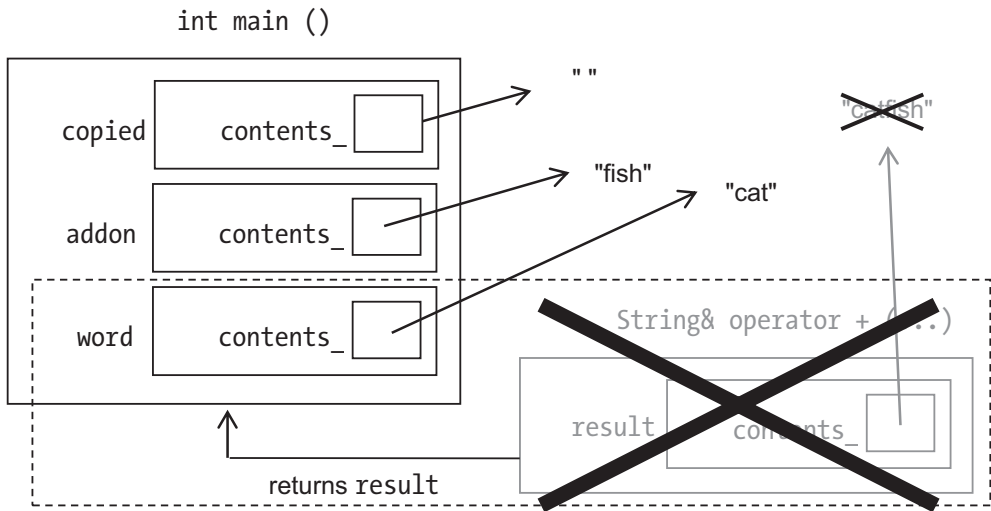 int main ()
" "
"catfish"
copied contents_
"fish"
"cat"
addon contents_
String& operator + (...)
word contents_
result contents_
returns result